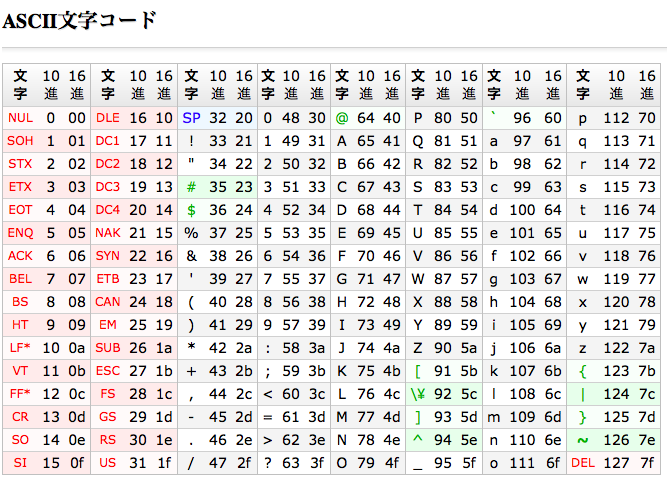 ASCII文字コード
文字 10進 16進 文字 10進 16進 文字 10進 16進 文字 10進 16進 文字 10進 16進 文字 10進 16進 文字 10進 16進 文字 10進 16進
NUL 0 00 DLE 16 10 SP 32 20 0 48 30 @ 64 40 P 80 50 ` 96 60 p 112 70
SOH 1 01 DC1 17 11 ! 33 21 1 49 31 A 65 41 Q 81 51 a 97 61 q 113 71
STX 2 02 DC2 18 12 " 34 22 2 50 32 B 66 42 R 82 52 b 98 62 r 114 72
ETX 3 03 DC3 19 13 # 35 23 3 51 33 C 67 43 S 83 53 c 99 63 s 115 73
EOT 4 04 DC4 20 14 $ 36 24 4 52 34 D 68 44 T 84 54 d 100 64 t 116 74
ENQ 5 05 NAK 21 15 % 37 25 5 53 35 E 69 45 U 85 55 e 101 65 u 117 75
ACK 6 06 SYN 22 16 & 38 26 6 54 36 F 70 46 V 86 56 f 102 66 v 118 76
BEL 7 07 ETB 23 17 ' 39 27 7 55 37 G 71 47 W 87 57 g 103 67 w 119 77
BS 8 08 CAN 24 18 ( 40 28 8 56 38 H 72 48 X 88 58 h 104 68 x 120 78
HT 9 09 EM 25 19 ) 41 29 9 57 39 I 73 49 Y 89 59 i 105 69 y 121 79
LF* 10 0a SUB 26 1a * 42 2a : 58 3a J 74 4a Z 90 5a j 106 6a z 122 7a
VT 11 0b ESC 27 1b + 43 2b ; 59 3b K 75 4b [ 91 5b k 107 6b { 123 7b
FF* 12 0c FS 28 1c , 44 2c < 60 3c L 76 4c \¥ 92 5c l 108 6c | 124 7c
CR 13 0d GS 29 1d - 45 2d = 61 3d M 77 4d ] 93 5d m 109 6d } 125 7d
SO 14 0e RS 30 1e . 46 2e > 62 3e N 78 4e ^ 94 5e n 110 6e ~ 126 7e
SI 15 0f US 31 1f / 47 2f ? 63 3f O 79 4f _ 95 5f o 111 6f DEL 127 7f